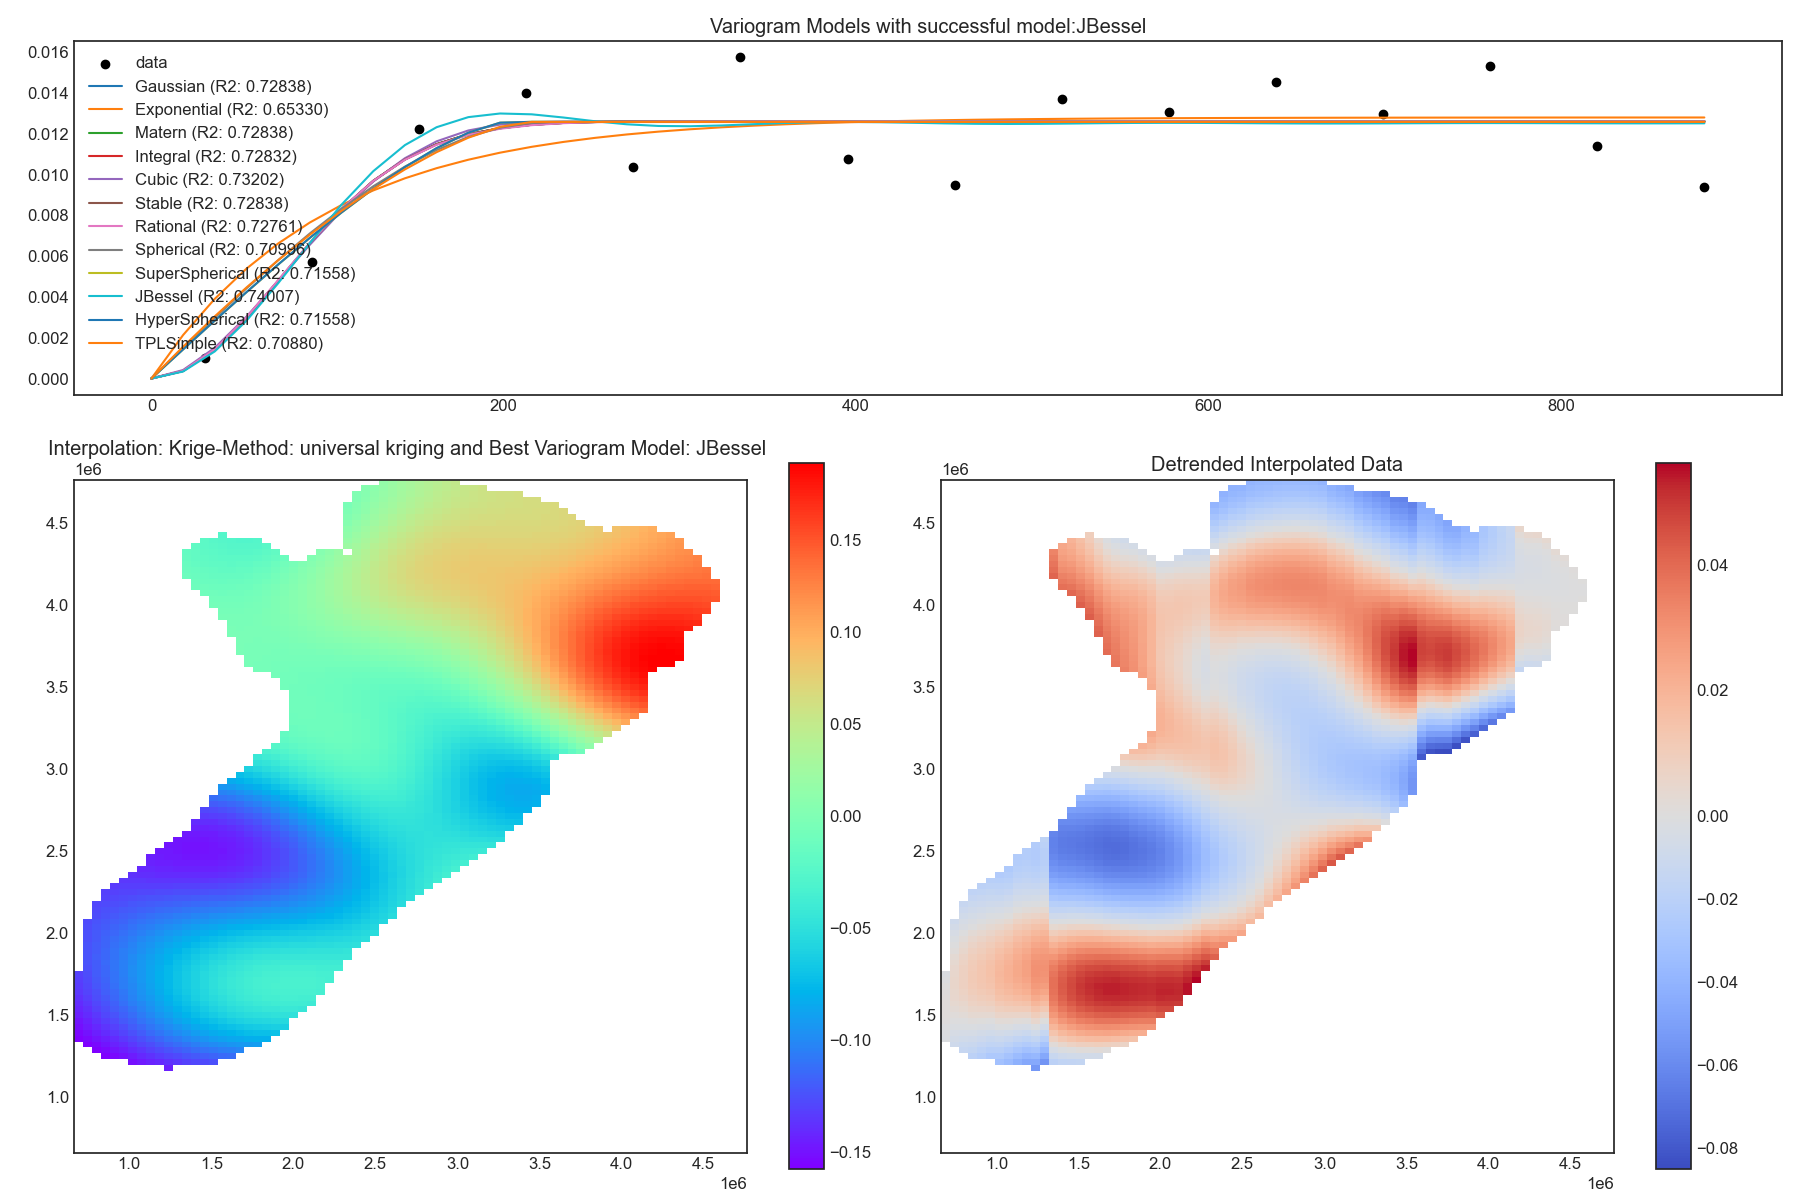 Variogram Models with successful model:JBessel
0.016
0.014
0.012
0.010
0.008
0.006
0.004
0.002
0.000
data
Gaussian (R2: 0.72838)
Exponential (R2: 0.65330)
Matern (R2: 0.72838)
Integral (R2: 0.72832)
Cubic (R2: 0.73202)
Stable (R2: 0.72838)
Rational (R2: 0.72761)
Spherical (R2: 0.70996)
SuperSpherical (R2: 0.71558)
JBessel (R2: 0.74007)
HyperSpherical (R2: 0.71558)
TPLSimple (R2: 0.70880)
0 200 400 600 800
Interpolation: Krige-Method: universal kriging and Best Variogram Model: JBessel
1e6
4.5
4.0
3.5
3.0
2.5
2.0
1.5
1.0
1.0 1.5 2.0 2.5 3.0 3.5 4.0 4.5
1e6
0.15
0.10
0.05
0.00
−0.05
−0.10
−0.15
Detrended Interpolated Data
1e6
4.5
4.0
3.5
3.0
2.5
2.0
1.5
1.0
1.0 1.5 2.0 2.5 3.0 3.5 4.0 4.5
1e6
0.04
0.02
0.00
−0.02
−0.04
−0.06
−0.08